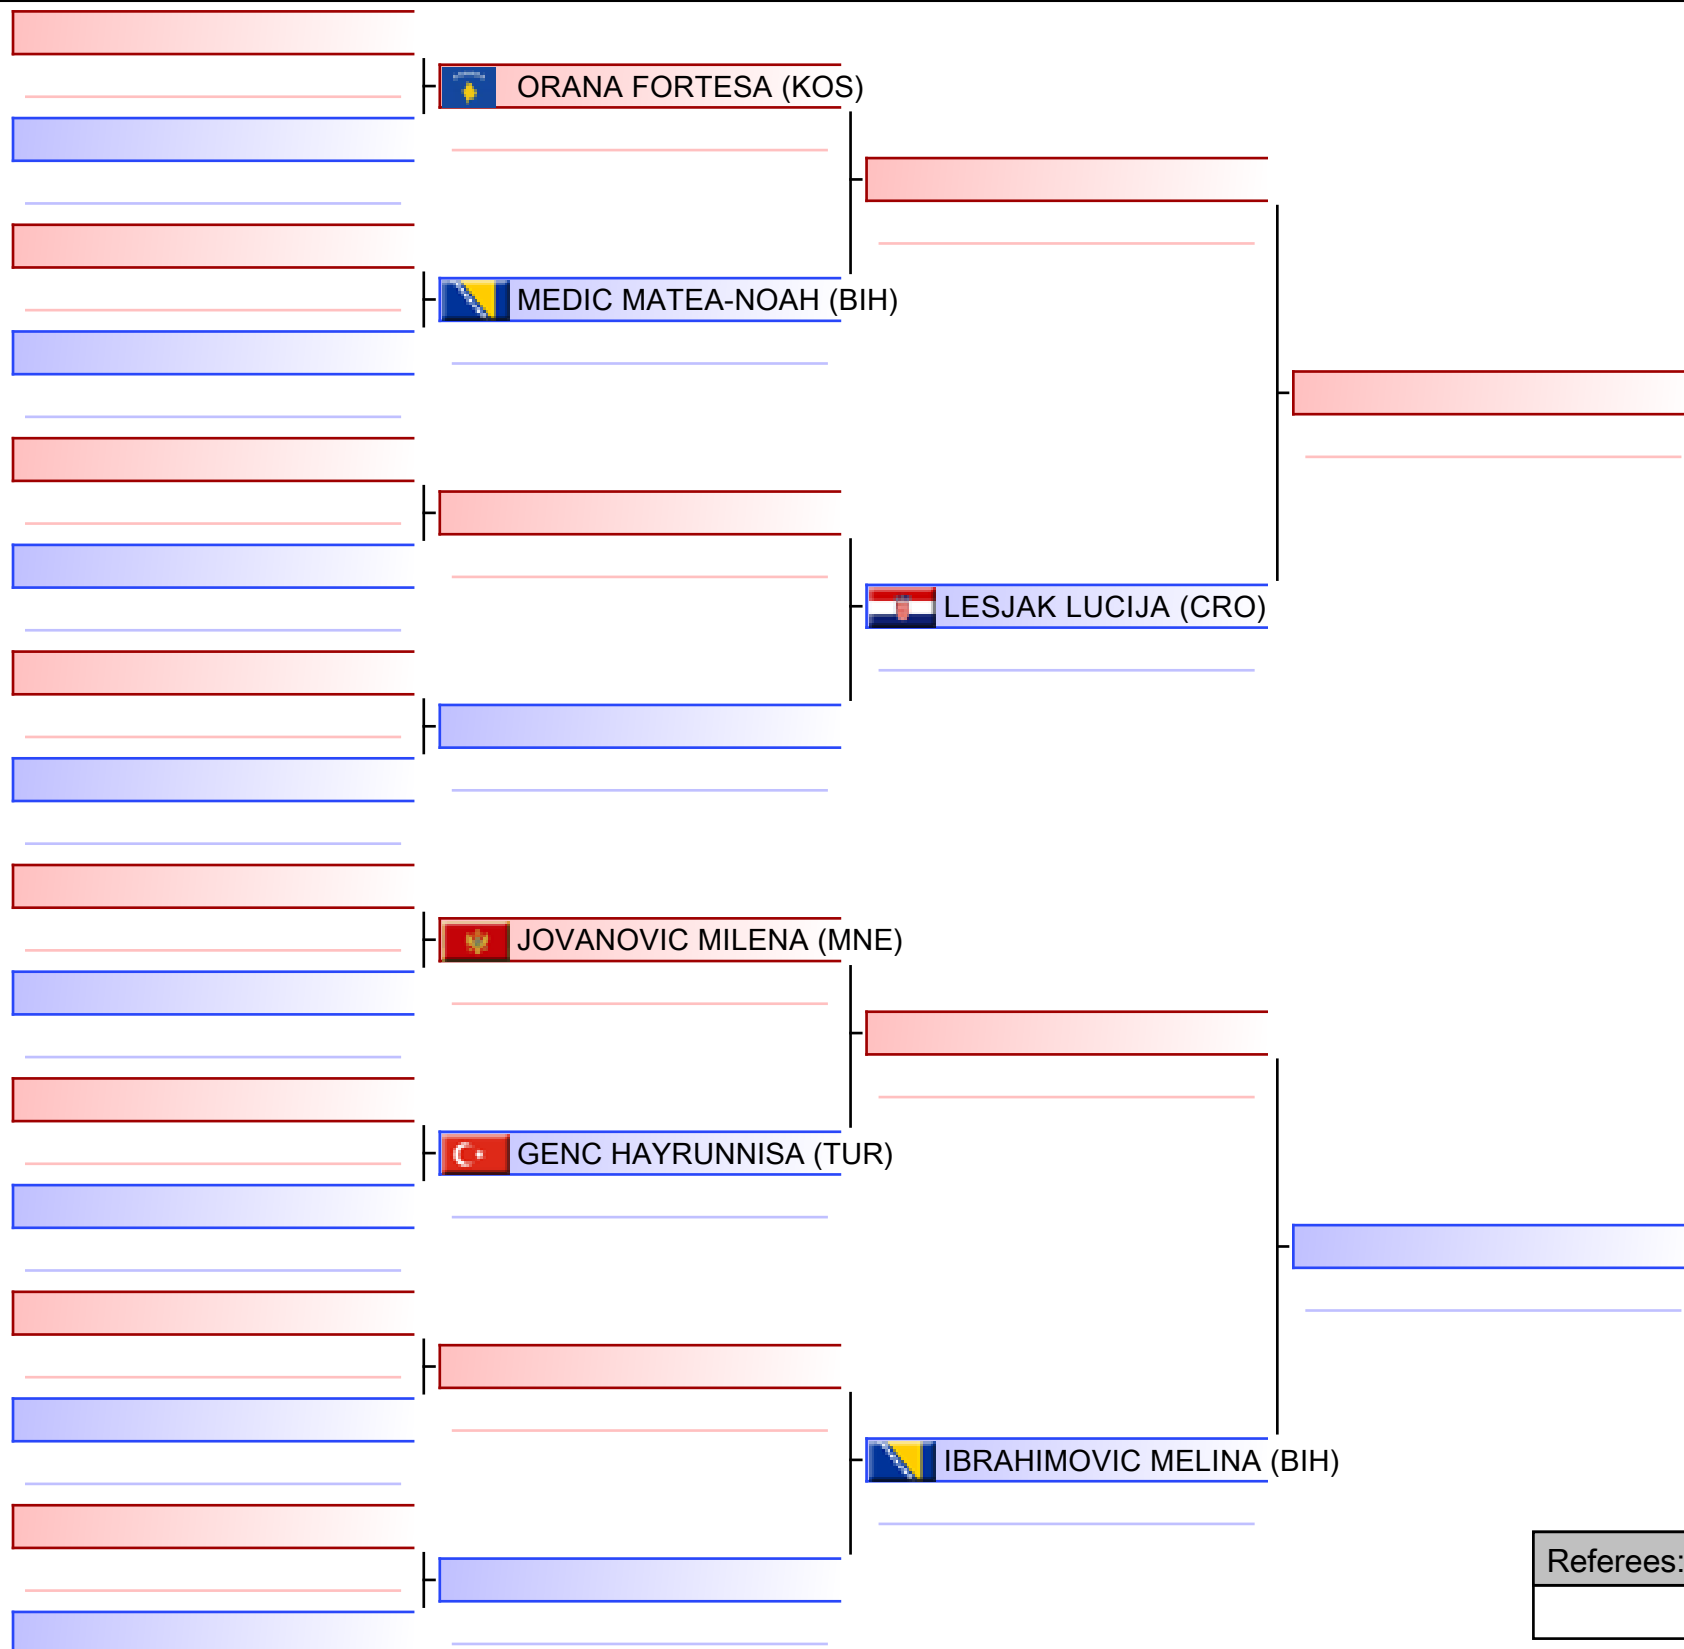 ORANA FORTESA (KOS)
MEDIC MATEA-NOAH (BIH)
LESJAK LUCIJA (CRO)
JOVANOVIC MILENA (MNE)
GENC HAYRUNNISA (TUR)
IBRAHIMOVIC MELINA (BIH)
Referees: